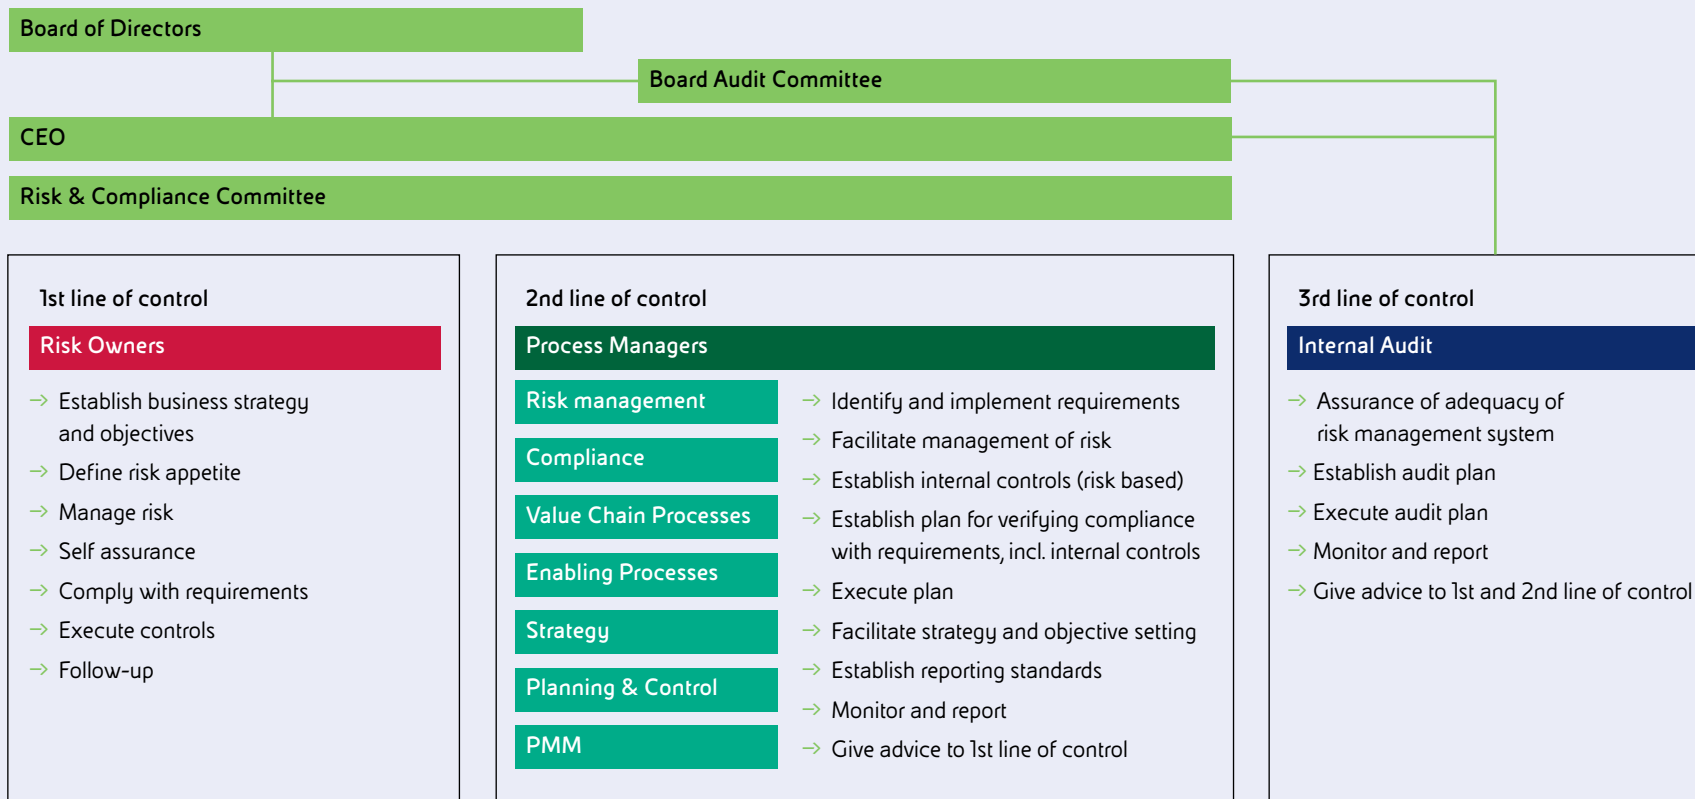 Board of Directors
Board Audit Committee
CEO
Risk & Compliance Committee
1st line of control
Risk Owners
Establish business strategy
and objectives
Define risk appetite
Manage risk
Self assurance
Comply with requirements
Execute controls
Follow-up
2nd line of control
Process Managers
Risk management
Compliance
Value Chain Processes
Enabling Processes
Strategy
Planning & Control
PMM
Identify and implement requirements
Facilitate management of risk
Establish internal controls (risk based)
Establish plan for verifying compliance
with requirements, incl. internal controls
Execute plan
Facilitate strategy and objective setting
Establish reporting standards
Monitor and report
Give advice to 1st line of control
3rd line of control
Internal Audit
Assurance of adequacy of
risk management system
Establish audit plan
Execute audit plan
Monitor and report
Give advice to 1st and 2nd line of control